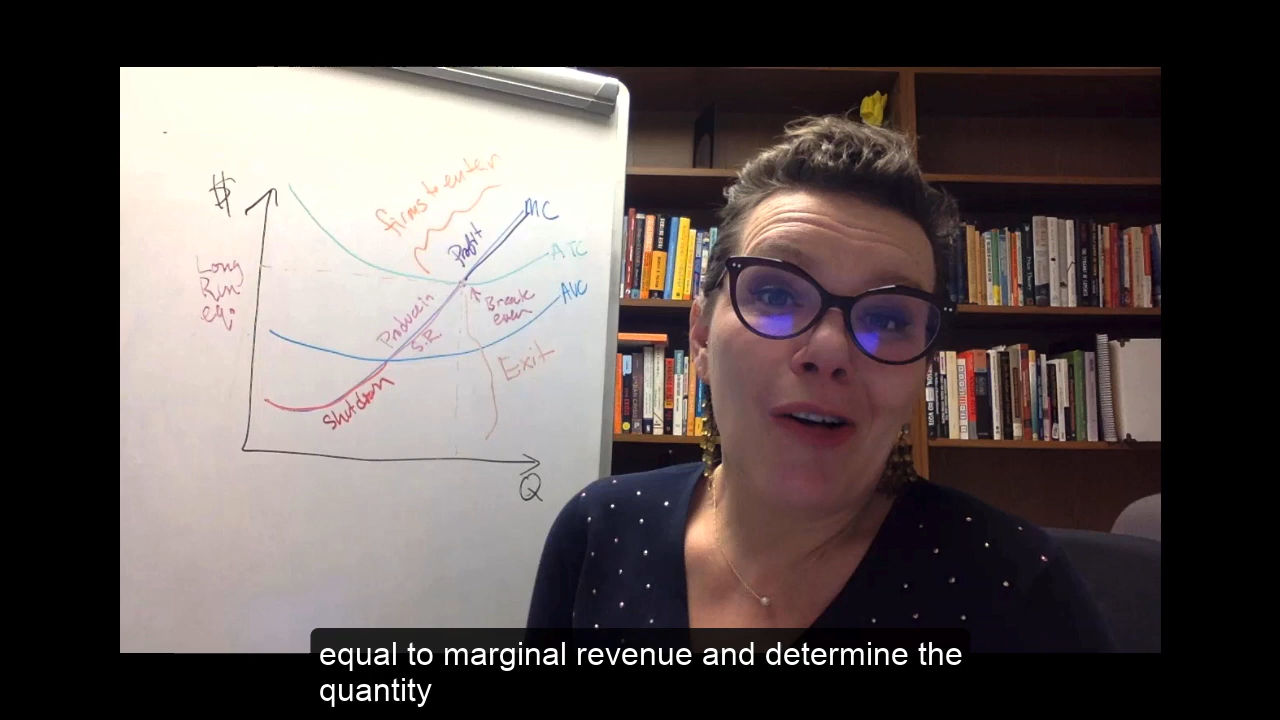 $
firms to enter
MC
Profit
ATC
Long
Run
eq.
AVC
Break
even
Producin
S.R.
Exit
Shutdown
Q
equal to marginal revenue and determine the
quantity